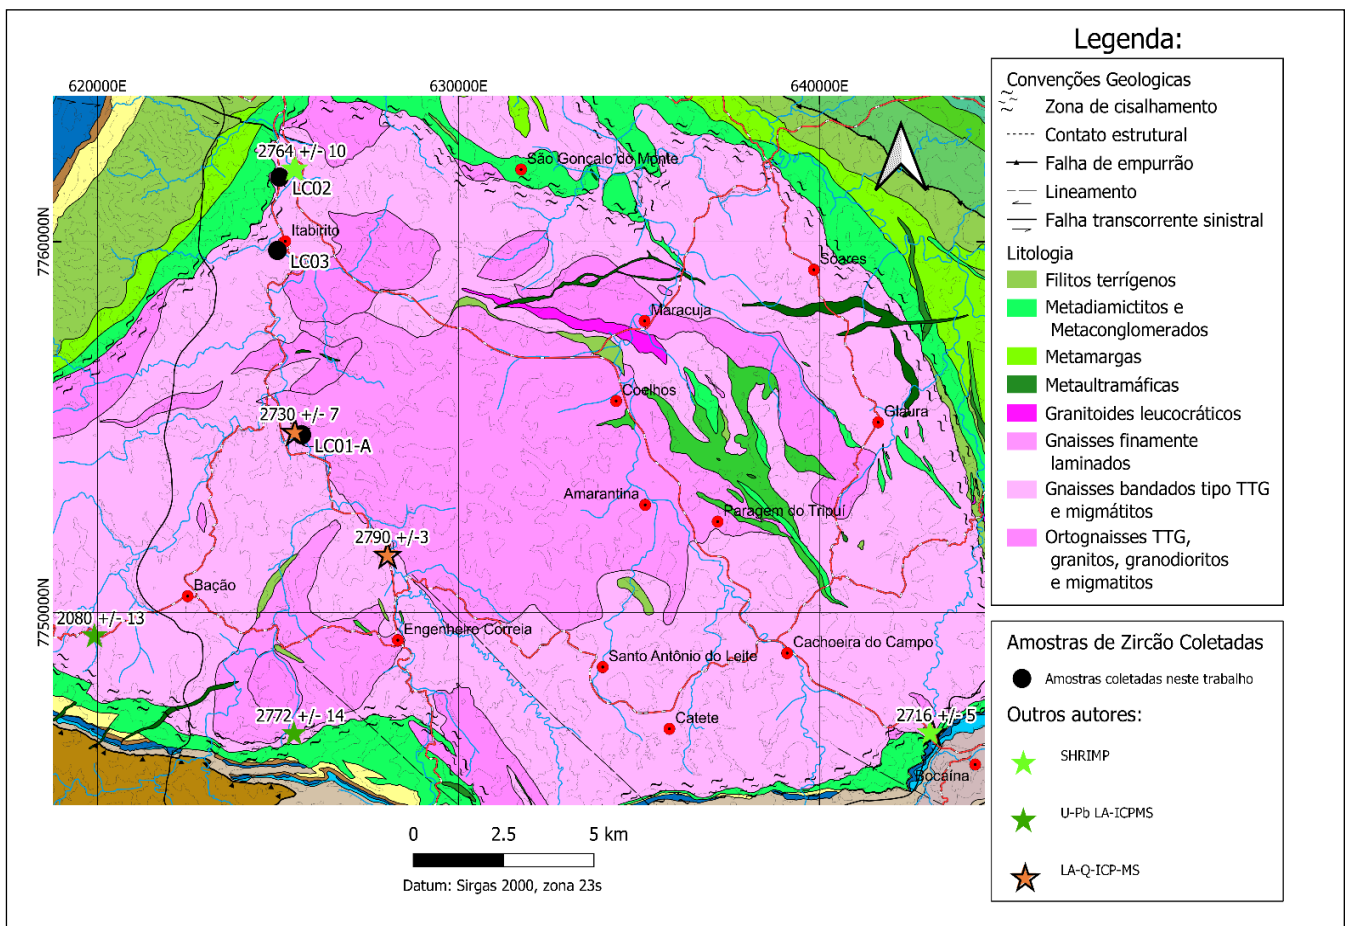 Legenda:
620000E
630000E
640000E
7760000N
7750000N
2764 +/- 10
LC02
São Gonçalo do Monte
Itabirito
LC03
Soares
Maracuja
Coelhos
2730 +/- 7
LC01-A
Glaura
Amarantina
Paragem do Tripuí
2790 +/-3
Bação
2080 +/- 13
Engenheiro Correia
Cachoeira do Campo
Santo Antônio do Leite
2772 +/- 14
Catete
2716 +/- 5
Bocaína
0 2.5 5 km
Datum: Sirgas 2000, zona 23s
Convenções Geologicas
Zona de cisalhamento
Contato estrutural
Falha de empurrão
Lineamento
Falha transcorrente sinistral
Litologia
Filitos terrígenos
Metadiamictitos e
Metaconglomerados
Metamargas
Metaultramáficas
Granitoides leucocráticos
Gnaisses finamente
laminados
Gnaisses bandados tipo TTG
e migmátitos
Ortognaisses TTG,
granitos, granodioritos
e migmatitos
Amostras de Zircão Coletadas
Amostras coletadas neste trabalho
Outros autores:
SHRIMP
U-Pb LA-ICPMS
LA-Q-ICP-MS